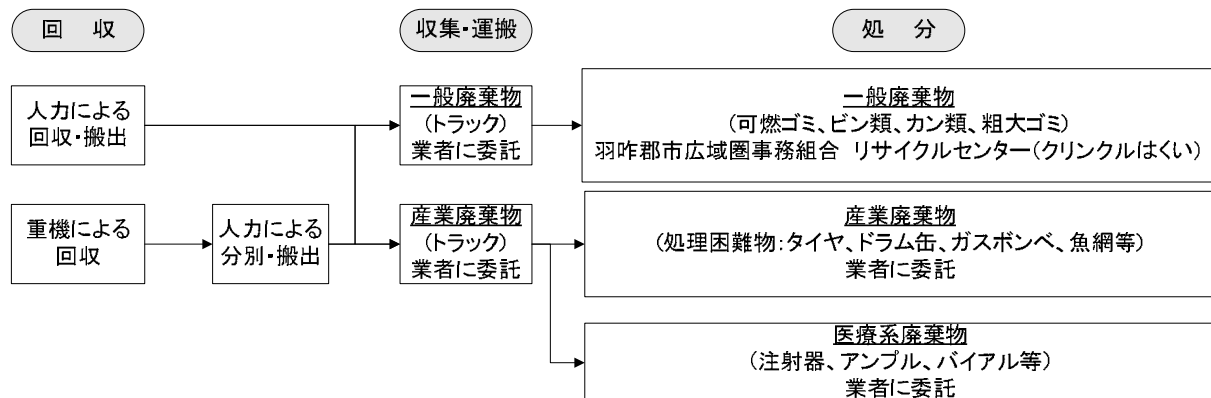 回　収
収集・運搬
処　分
人力による
回収・搬出
一般廃棄物
(トラック)
業者に委託
一般廃棄物
(可燃ゴミ、ビン類、カン類、粗大ゴミ)
羽咋郡市広域圏事務組合　リサイクルセンター(クリンクルはくい)
重機による
回収
人力による
分別・搬出
産業廃棄物
(トラック)
業者に委託
産業廃棄物
(処理困難物:タイヤ、ドラム缶、ガスボンベ、魚網等)
業者に委託
医療系廃棄物
(注射器、アンプル、バイアル等)
業者に委託